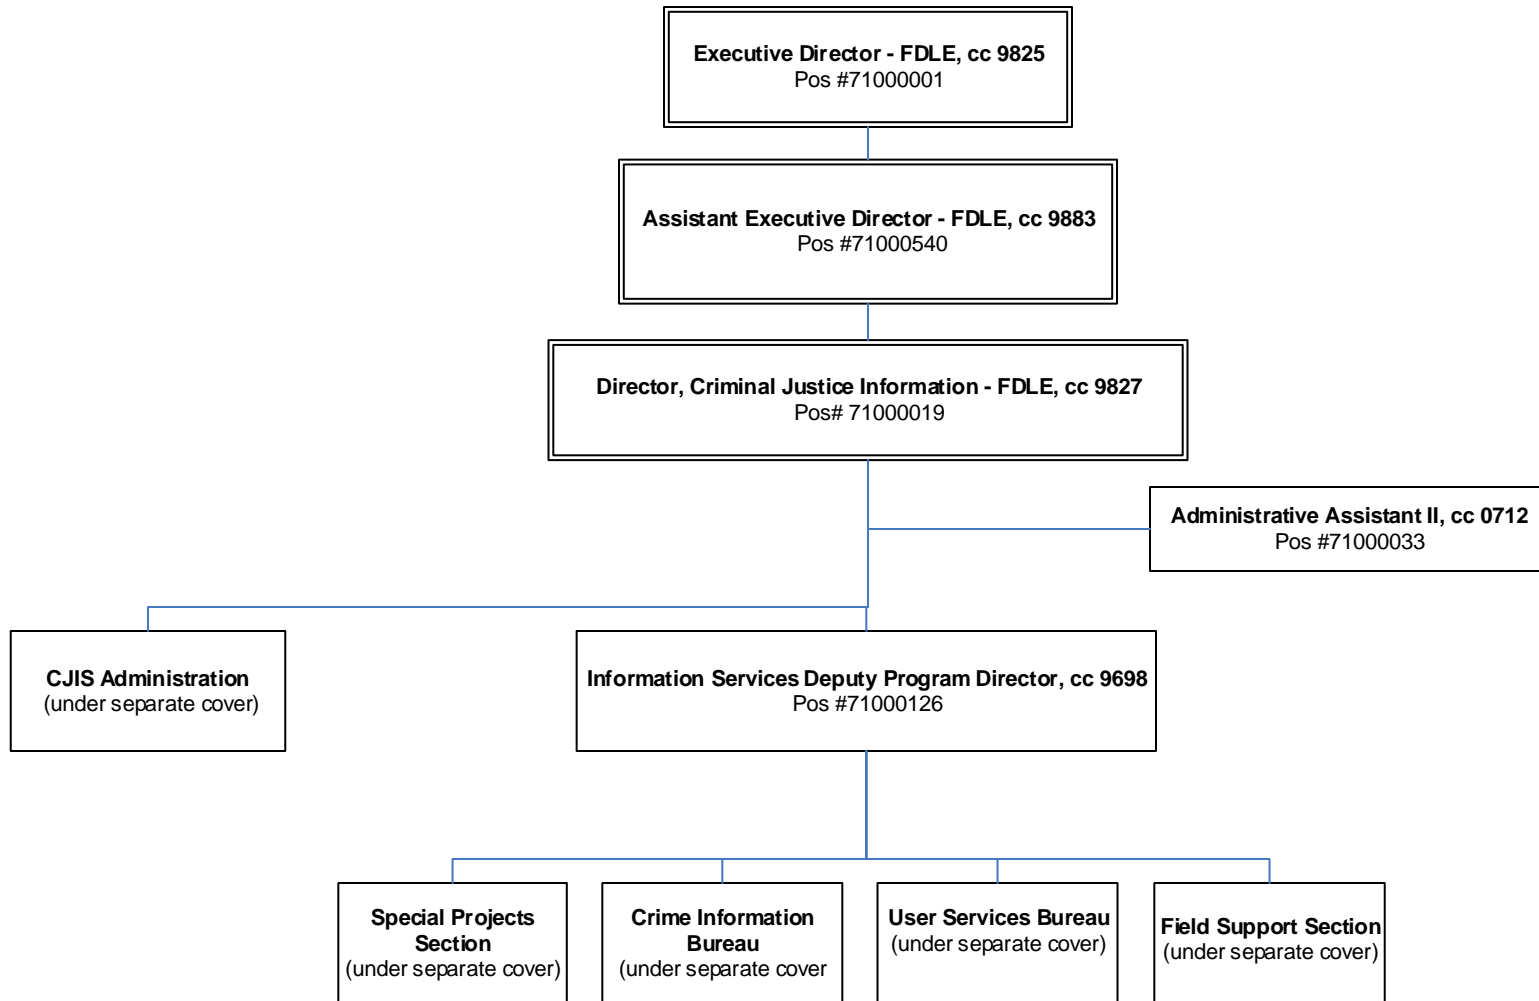 Executive Director - FDLE, cc 9825
Pos #71000001
Assistant Executive Director - FDLE, cc 9883
Pos #71000540
Director, Criminal Justice Information - FDLE, cc 9827
Pos# 71000019
Administrative Assistant II, cc 0712
Pos #71000033
CJIS Administration
(under separate cover)
Information Services Deputy Program Director, cc 9698
Pos #71000126
Special Projects
Section
(under separate cover)
Crime Information
Bureau
(under separate cover
User Services Bureau
(under separate cover)
Field Support Section
(under separate cover)